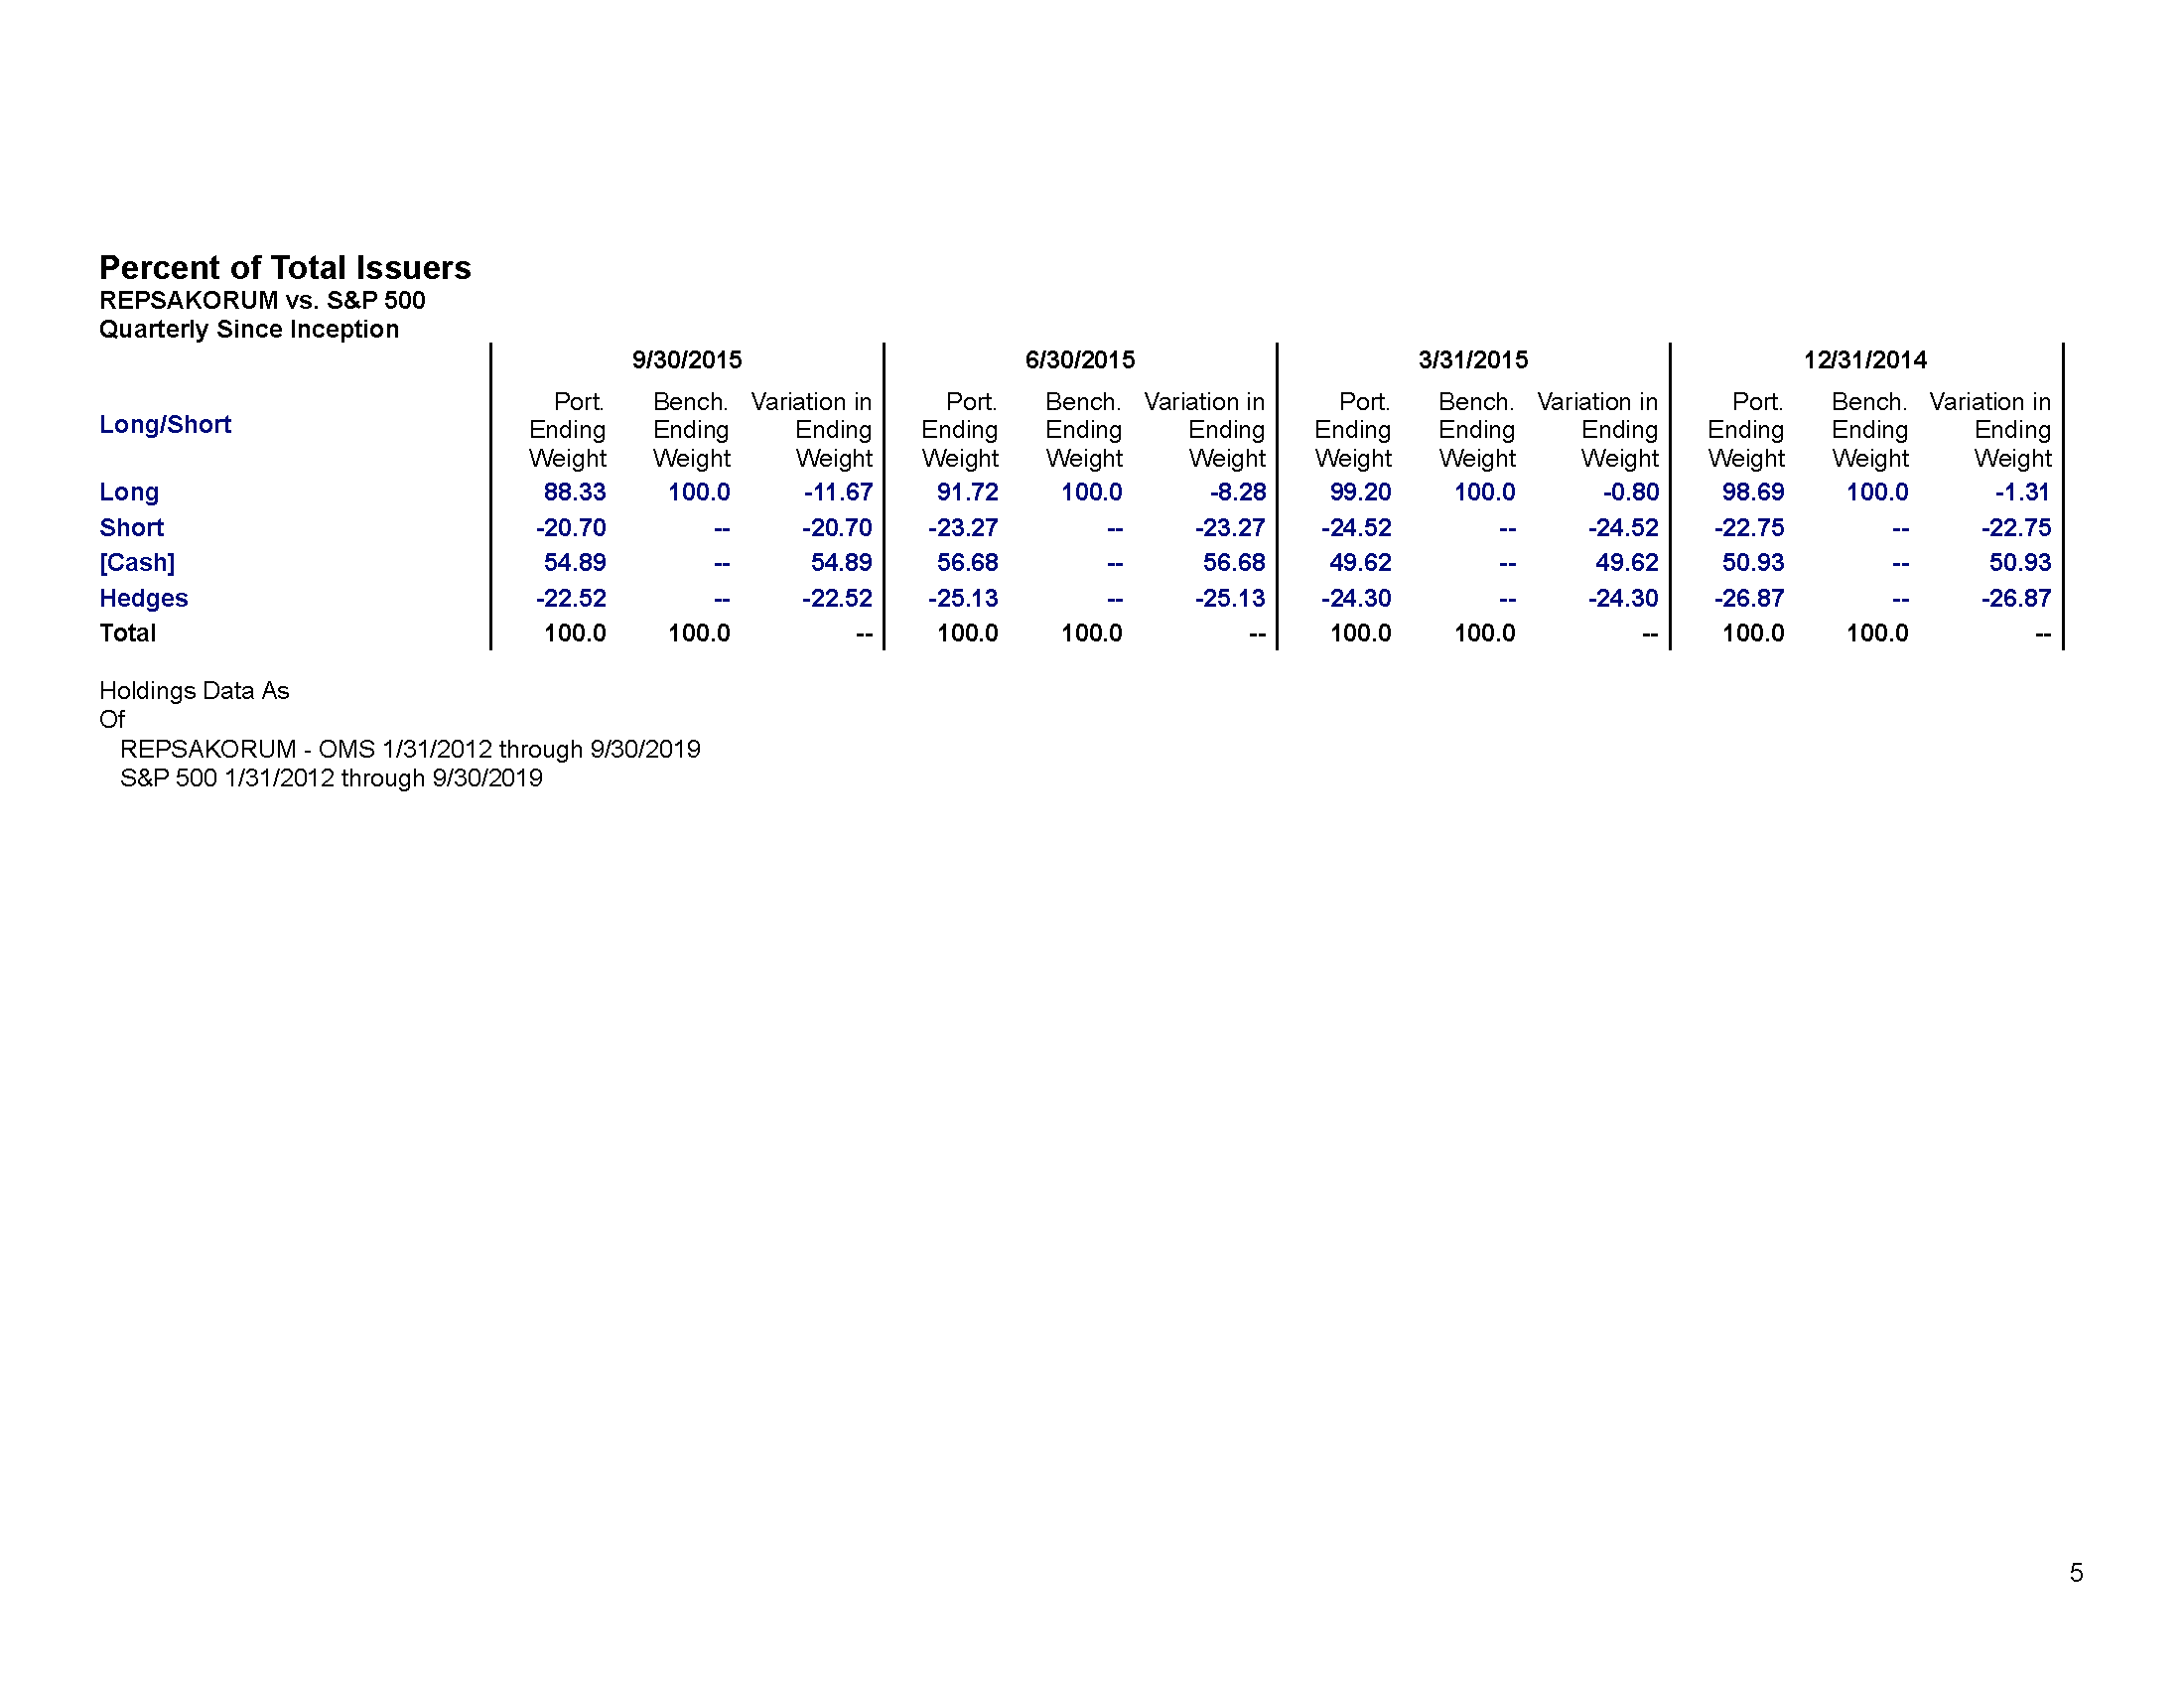 Percent of Total Issuers
REPSAKORUM vs. S&P 500
Quarterly Since Inception
9/30/2015 6/30/2015 3/31/2015 12/31/2014
Long/Short
Port. Bench. Variation in Port. Bench. Variation in Port. Bench. Variation in Port. Bench. Variation in
Ending Ending Ending Ending Ending Ending Ending Ending Ending Ending Ending Ending
Weight Weight Weight Weight Weight Weight Weight Weight Weight Weight Weight Weight
Long 88.33 100.0 -11.67 91.72 100.0 -8.28 99.20 100.0 -0.80 98.69 100.0 -1.31
Short -20.70 -- -20.70 -23.27 -- -23.27 -24.52 -- -24.52 -22.75 -- -22.75
[Cash] 54.89 -- 54.89 56.68 -- 56.68 49.62 -- 49.62 50.93 -- 50.93
Hedges -22.52 -- -22.52 -25.13 -- -25.13 -24.30 -- -24.30 -26.87 -- -26.87
Total 100.0 100.0 -- 100.0 100.0 -- 100.0 100.0 -- 100.0 100.0 --
Holdings Data As
Of
REPSAKORUM - OMS 1/31/2012 through 9/30/2019
S&P 500 1/31/2012 through 9/30/2019
5